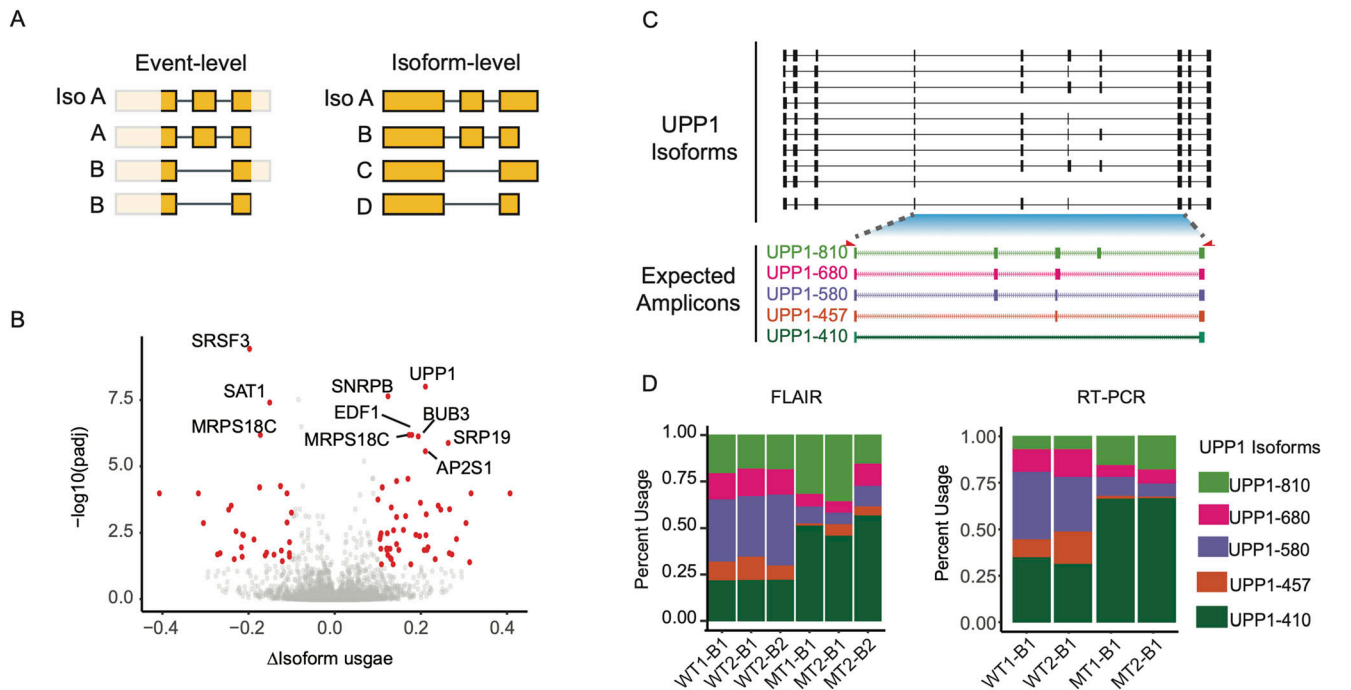 A
Event-level
Iso A
A
B
B
Isoform-level
Iso A
B
C
D
B
SRSF3
SAT1
MRPS18C
SNRPB
UPP1
EDF1
BUB3
MRPS18C
SRP19
AP2S1
−log10(padj)
7.5
5.0
2.5
0.0
−0.4
−0.2
0.0
0.2
0.4
ΔIsoform usgae
C
UPP1
Isoforms
Expected
Amplicons
UPP1-810
UPP1-680
UPP1-580
UPP1-457
UPP1-410
D
FLAIR
Percent Usage
1.00
0.75
0.50
0.25
0.00
WT1-B1
WT2-B1
WT2-B2
MT1-B1
MT2-B1
MT2-B2
RT-PCR
Percent Usage
1.00
0.75
0.50
0.25
0.00
WT1-B1
WT2-B1
MT1-B1
MT2-B1
UPP1 Isoforms
UPP1-810
UPP1-680
UPP1-580
UPP1-457
UPP1-410